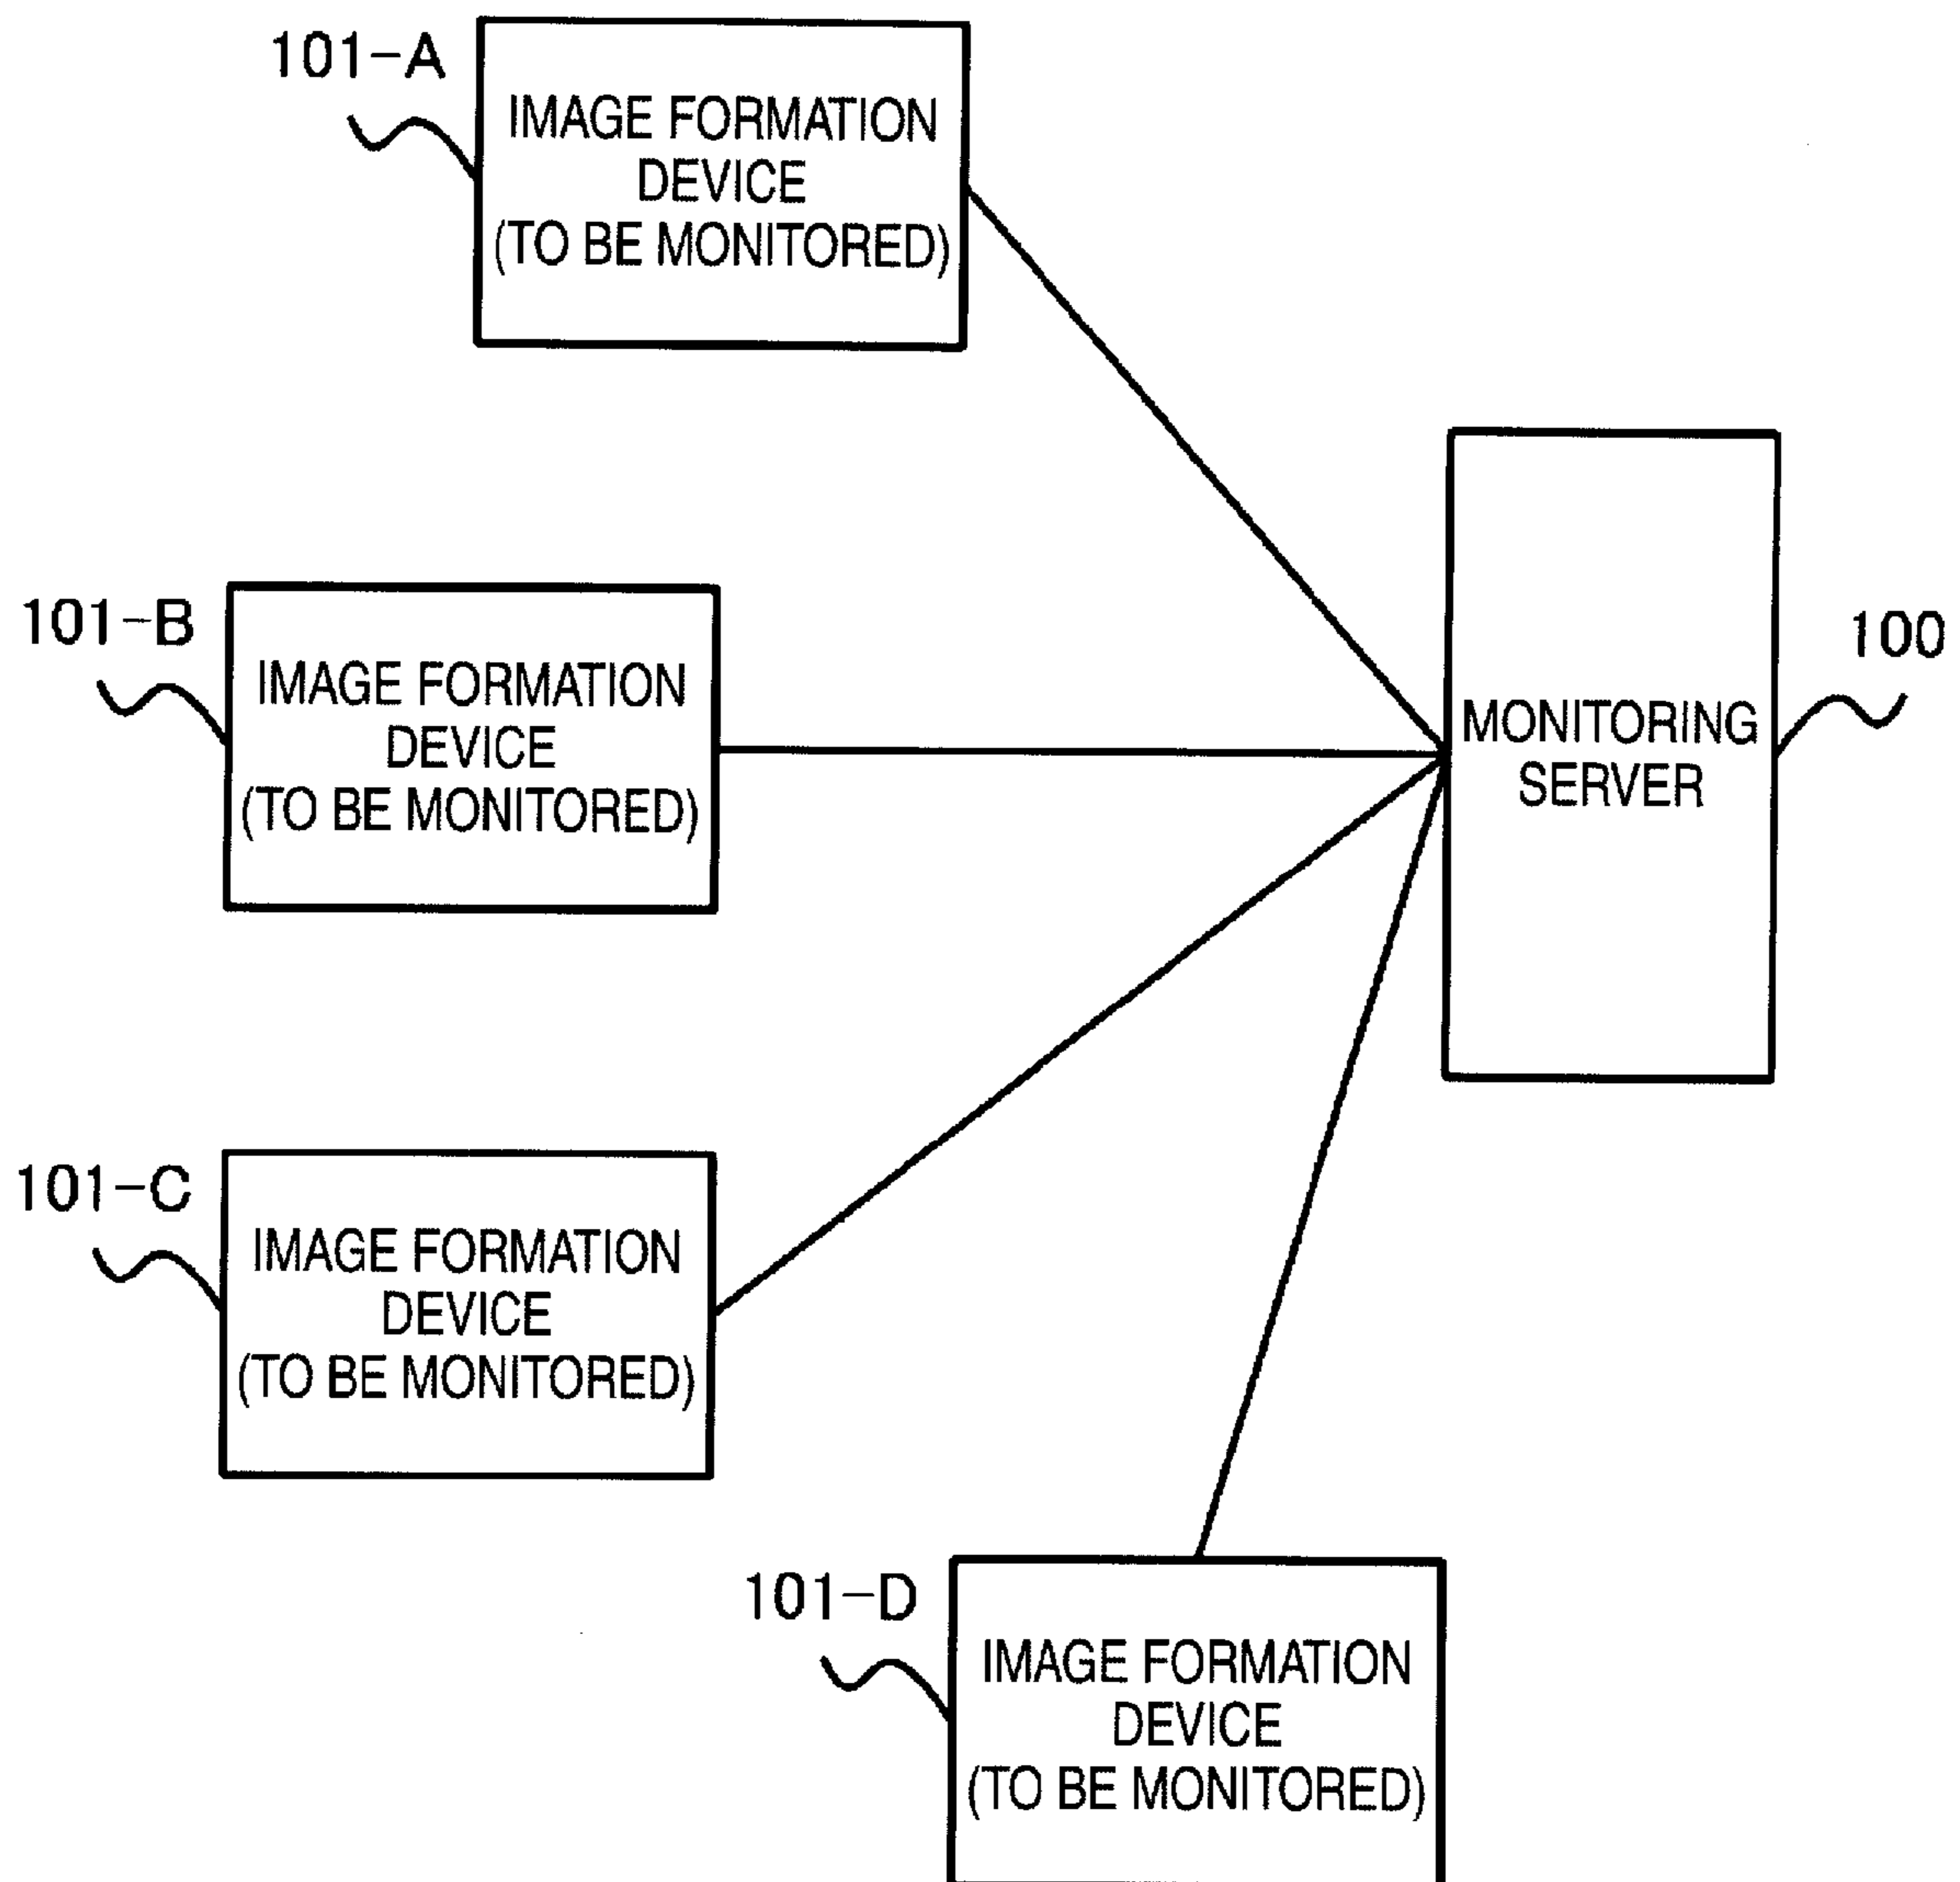 101-A
IMAGE FORMATION
DEVICE
(TO BE MONITORED)
101-B
IMAGE FORMATION
DEVICE
(TO BE MONITORED)
100
MONITORING
SERVER
101-C
IMAGE FORMATION
DEVICE
(TO BE MONITORED)
101-D
IMAGE FORMATION
DEVICE
(TO BE MONITORED)